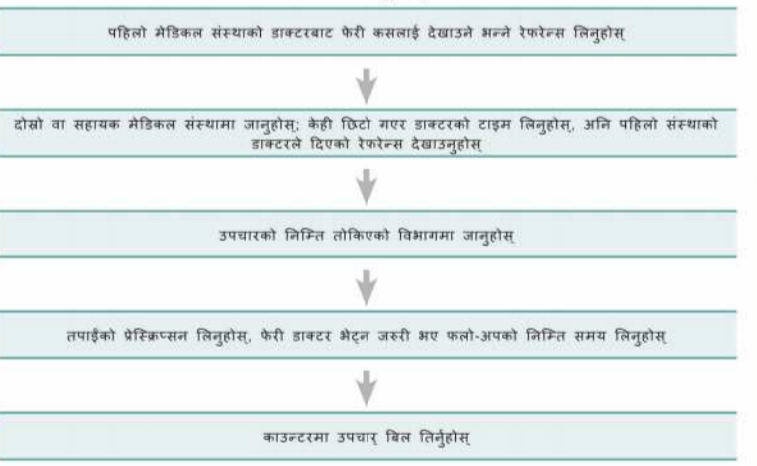 पहिलो मेडिकल संस्थाको डाक्टरबाट फेरी कसलाई देखाउने भन्ने रेफरेन्स लिनुहोस्
दोस्रो वा सहायक मेडिकल संस्थामा जानुहोस्; केही छिटो गएर डाक्टरको टाइम लिनुहोस्, अनि पहिलो संस्थाको
डाक्टरले दिएको रेफरेन्स देखाउनुहोस्
उपचारको निम्ति तोकिएको विभागमा जानुहोस्
तपाईंको प्रेस्क्रिप्सन लिनुहोस्, फेरी डाक्टर भेट्न जरुरी भए फलो-अपको निम्ति समय लिनुहोस्
काउन्टरमा उपचार् बिल तिर्नुहोस्